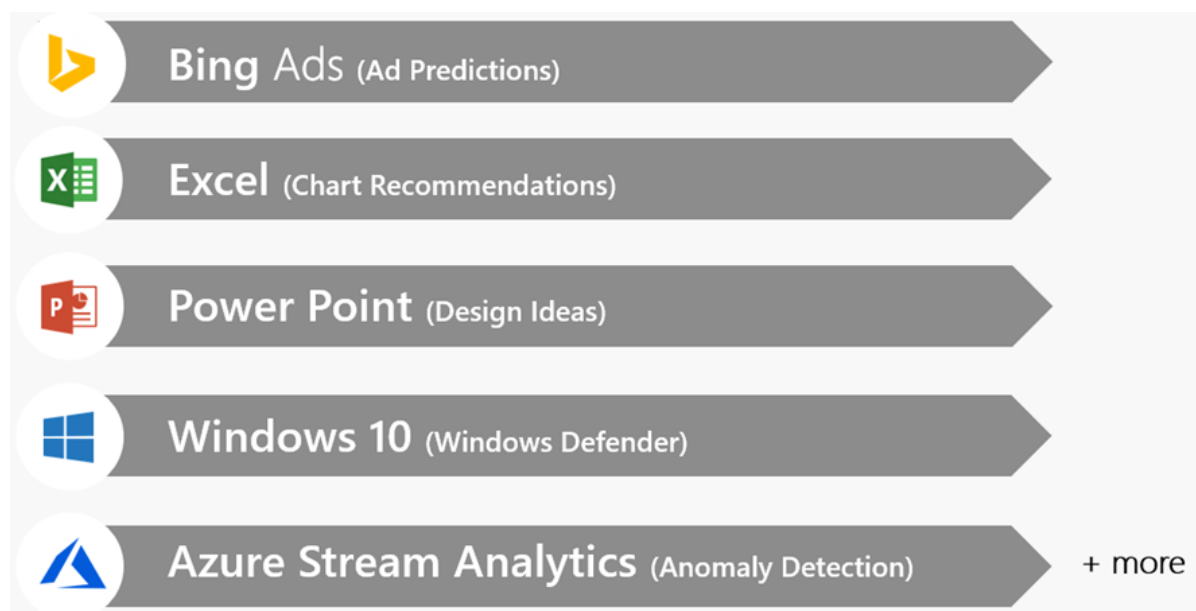 Bing Ads (Ad Predictions)
Excel (Chart Recommendations)
Power Point (Design Ideas)
Windows 10 (Windows Defender)
Azure Stream Analytics (Anomaly Detection)
+ more